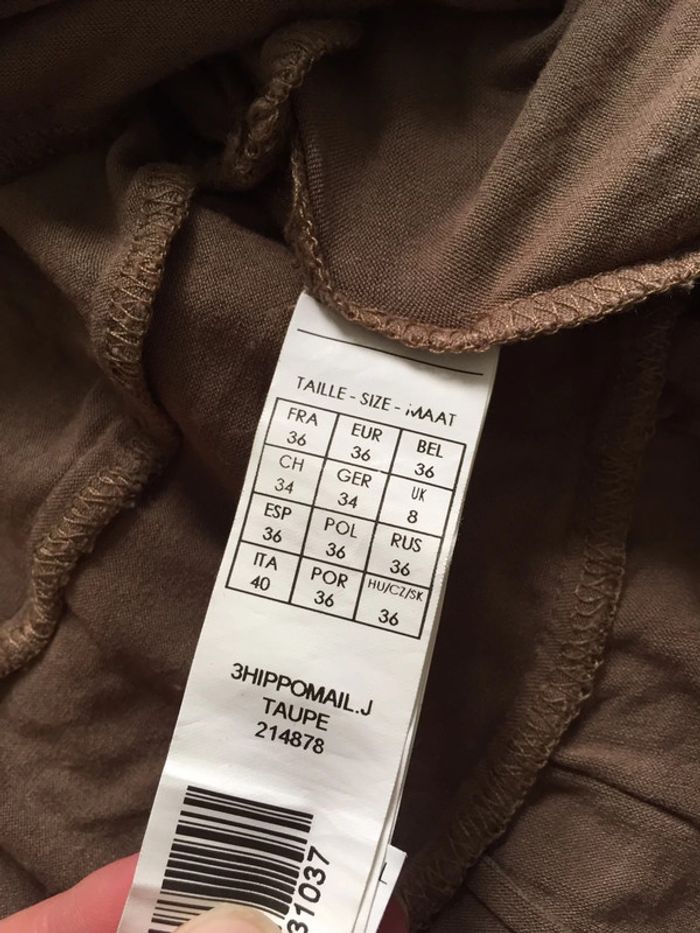 TAILLE - SIZE - MAAT
FRA EUR BEL
36 36 36
CH GER UK
34 34 8
ESP POL RUS
36 36 36
ITA POR HU/CZ/SK
40 36 36
3HIPPOMAIL.J
TAUPE
214878
31037